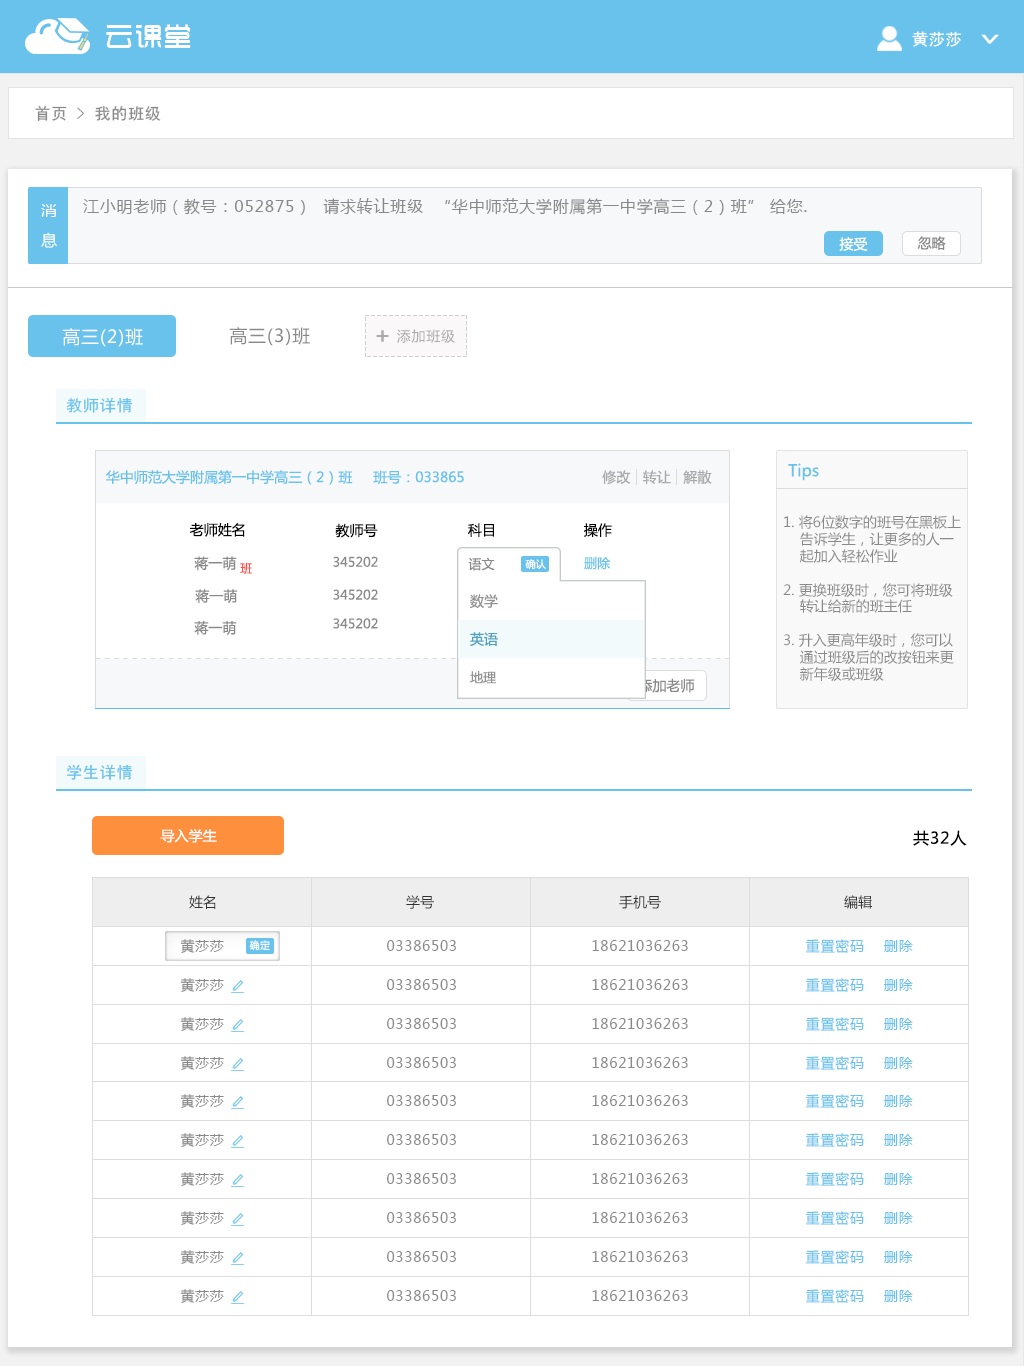 云课堂
黄莎莎
首页 > 我的班级
消息
江小明老师（教号：052875） 请求转让班级 “华中师范大学附属第一中学高三（2）班” 给您.
接受 忽略
高三(2)班 高三(3)班 + 添加班级
教师详情
华中师范大学附属第一中学高三（2）班 班号：033865 修改 转让 解散
老师姓名 教师号 科目 操作
蒋一萌 班 345202 语文 确认 删除
蒋一萌 345202 数学
蒋一萌 345202 英语
地理
添加老师
Tips
1. 将6位数字的班号在黑板上
告诉学生，让更多的人一
起加入轻松作业
2. 更换班级时，您可将班级
转让给新的班主任
3. 升入更高年级时，您可以
通过班级后的改按钮来更
新年级或班级
学生详情
导入学生 共32人
姓名 学号 手机号 编辑
黄莎莎 确定 03386503 18621036263 重置密码 删除
黄莎莎 03386503 18621036263 重置密码 删除
黄莎莎 03386503 18621036263 重置密码 删除
黄莎莎 03386503 18621036263 重置密码 删除
黄莎莎 03386503 18621036263 重置密码 删除
黄莎莎 03386503 18621036263 重置密码 删除
黄莎莎 03386503 18621036263 重置密码 删除
黄莎莎 03386503 18621036263 重置密码 删除
黄莎莎 03386503 18621036263 重置密码 删除
黄莎莎 03386503 18621036263 重置密码 删除